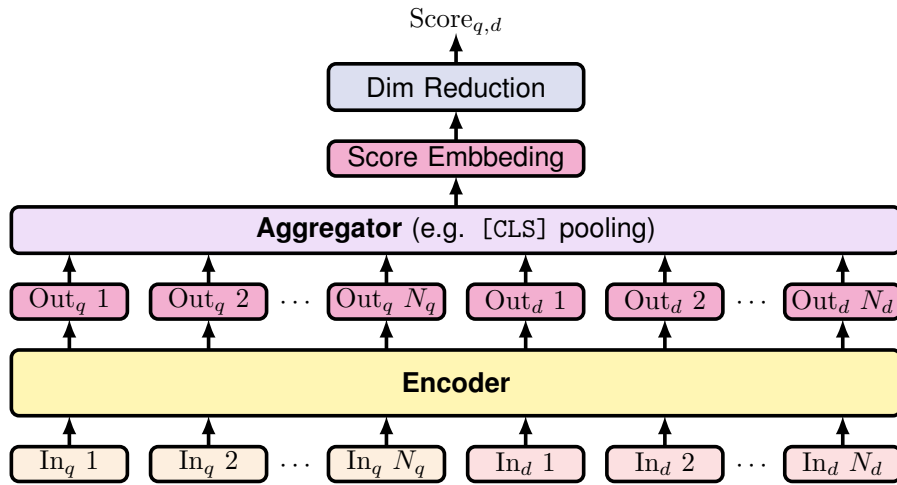 Score_{q,d}
Dim Reduction
Score Embbeding
Aggregator (e.g. [CLS] pooling)
Out_q 1 Out_q 2 ... Out_q N_q Out_d 1 Out_d 2 ... Out_d N_d
Encoder
In_q 1 In_q 2 ... In_q N_q In_d 1 In_d 2 ... In_d N_d